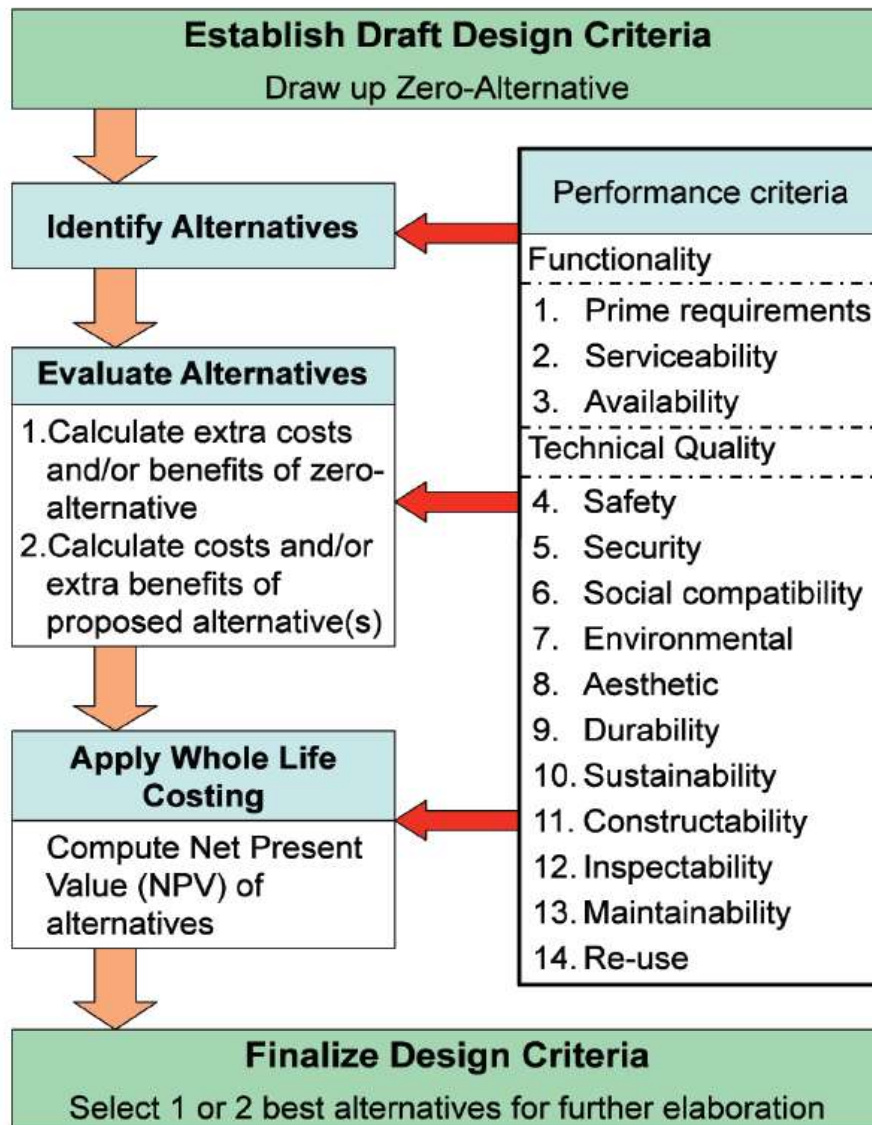 Establish Draft Design Criteria
Draw up Zero-Alternative
Identify Alternatives
Evaluate Alternatives
1.Calculate extra costs
and/or benefits of zero-
alternative
2.Calculate costs and/or
extra benefits of
proposed alternative(s)
Apply Whole Life
Costing
Compute Net Present
Value (NPV) of
alternatives
Performance criteria
Functionality
1. Prime requirements
2. Serviceability
3. Availability
Technical Quality
4. Safety
5. Security
6. Social compatibility
7. Environmental
8. Aesthetic
9. Durability
10. Sustainability
11. Constructability
12. Inspectability
13. Maintainability
14. Re-use
Finalize Design Criteria
Select 1 or 2 best alternatives for further elaboration